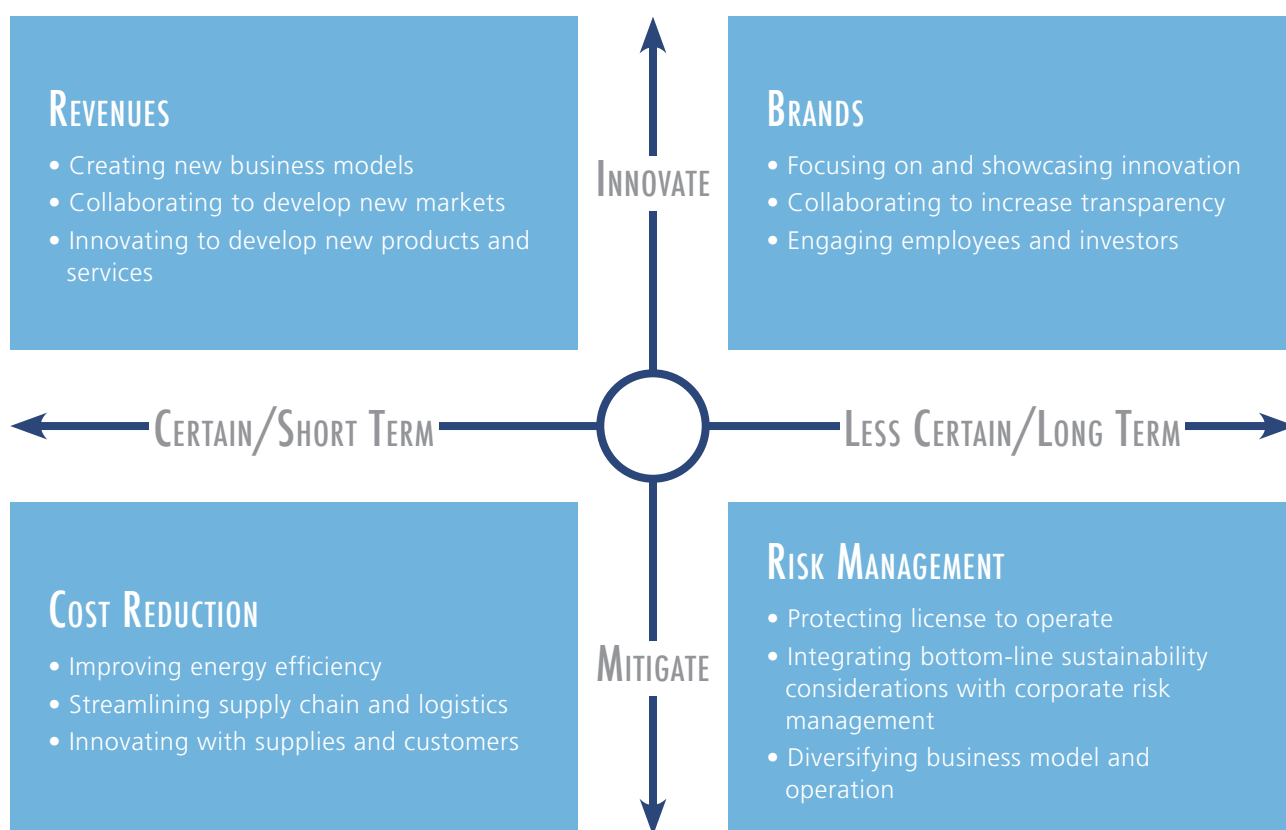 REVENUES
• Creating new business models
• Collaborating to develop new markets
• Innovating to develop new products and
services
INNOVATE
BRANDS
• Focusing on and showcasing innovation
• Collaborating to increase transparency
• Engaging employees and investors
CERTAIN/SHORT TERM
LESS CERTAIN/LONG TERM
COST REDUCTION
• Improving energy efficiency
• Streamlining supply chain and logistics
• Innovating with supplies and customers
MITIGATE
RISK MANAGEMENT
• Protecting license to operate
• Integrating bottom-line sustainability
considerations with corporate risk
management
• Diversifying business model and
operation